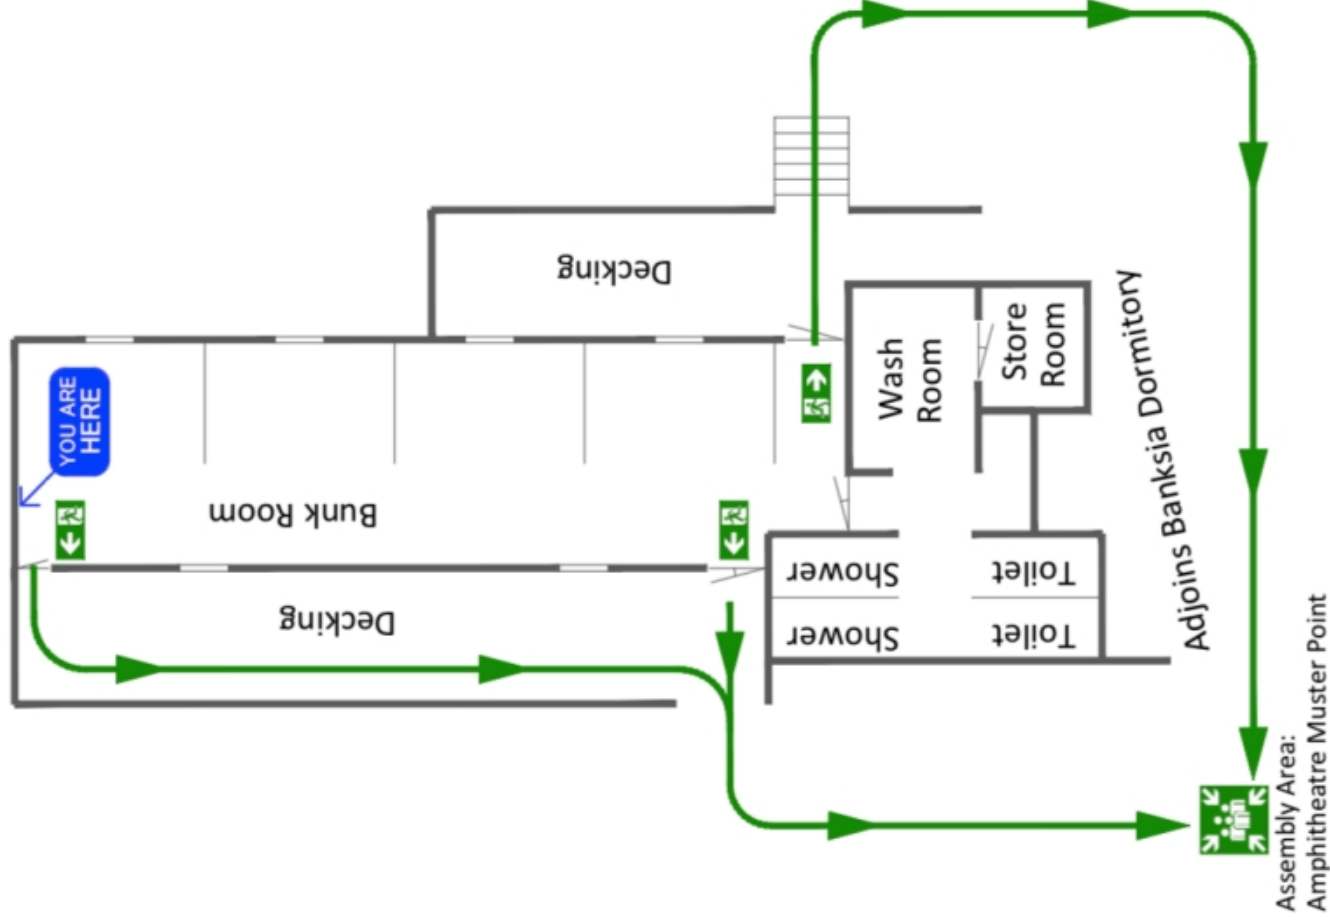 YOU ARE
HERE
Decking
Bunk Room
Decking
Wash
Room
Store
Room
Shower
Toilet
Shower
Toilet
Adjoins Banksia Dormitory
Assembly Area:
Amphitheatre Muster Point